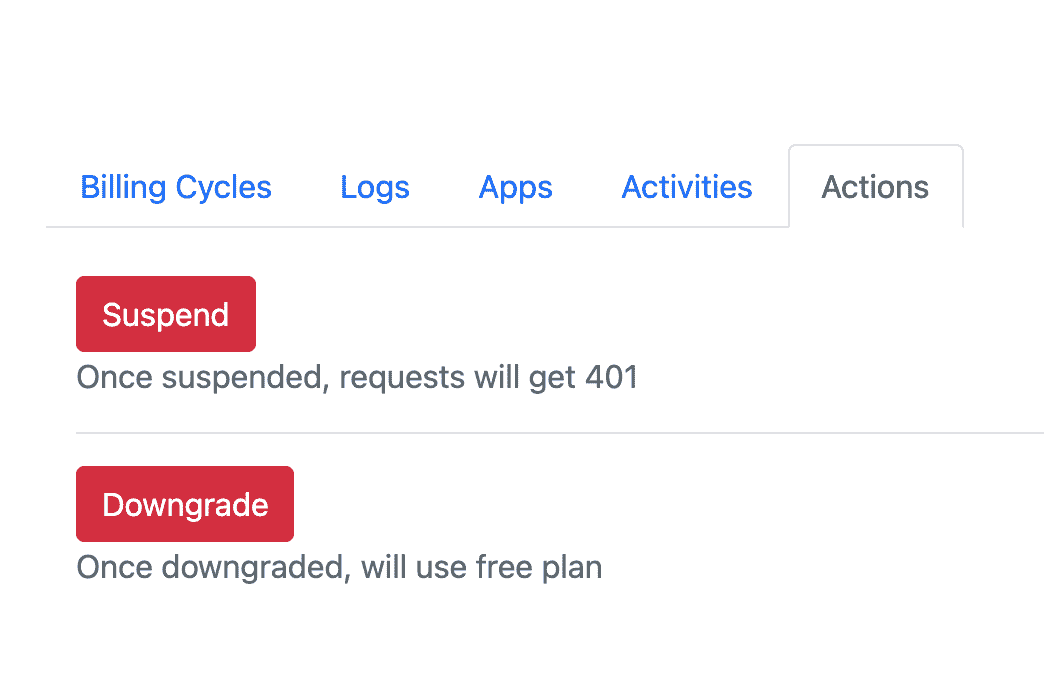 Billing Cycles Logs Apps Activities Actions
Suspend
Once suspended, requests will get 401
Downgrade
Once downgraded, will use free plan